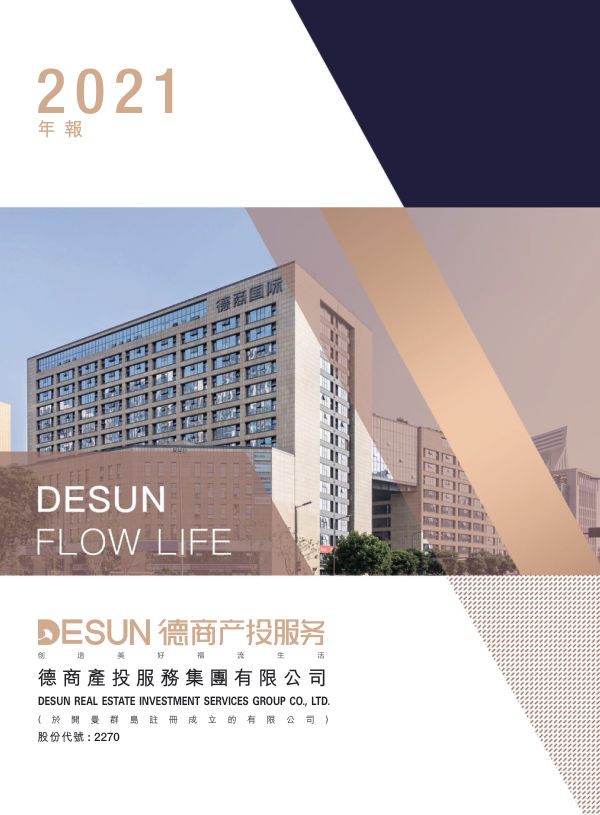 2021
年報
德商国际
DESUN
FLOW LIFE
DESUN 德商产投服务
创造美好福流生活
德商產投服務集團有限公司
DESUN REAL ESTATE INVESTMENT SERVICES GROUP CO., LTD.
(於開曼群島註冊成立的有限公司)
股份代號 : 2270